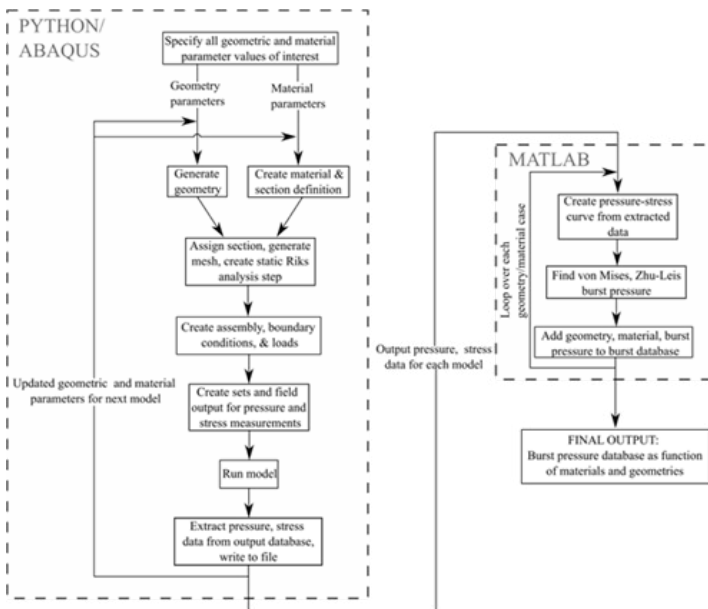 PYTHON/
ABAQUS
Specify all geometric and material
parameter values of interest
Geometry
parameters
Material
parameters
Generate
geometry
Create material &
section definition
Assign section, generate
mesh, create static Riks
analysis step
Create assembly, boundary
conditions, & loads
Updated geometric and material
parameters for next model
Create sets and field
output for pressure and
stress measurements
Run model
Extract pressure, stress
data from output database,
write to file
Output pressure, stress
data for each model
MATLAB
Loop over each
geometry/material case
Create pressure-stress
curve from extracted
data
Find von Mises, Zhu-Leis
burst pressure
Add geometry, material, burst
pressure to burst database
FINAL OUTPUT:
Burst pressure database as function
of materials and geometries